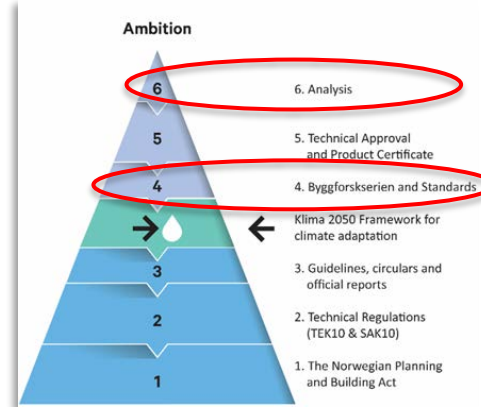 Ambition
6
6. Analysis
5
5. Technical Approval
and Product Certificate
4
4. Byggforskserien and Standards
Klima 2050 Framework for
climate adaptation
3
3. Guidelines, circulars and
official reports
2
2. Technical Regulations
(TEK10 & SAK10)
1
1. The Norwegian Planning
and Building Act